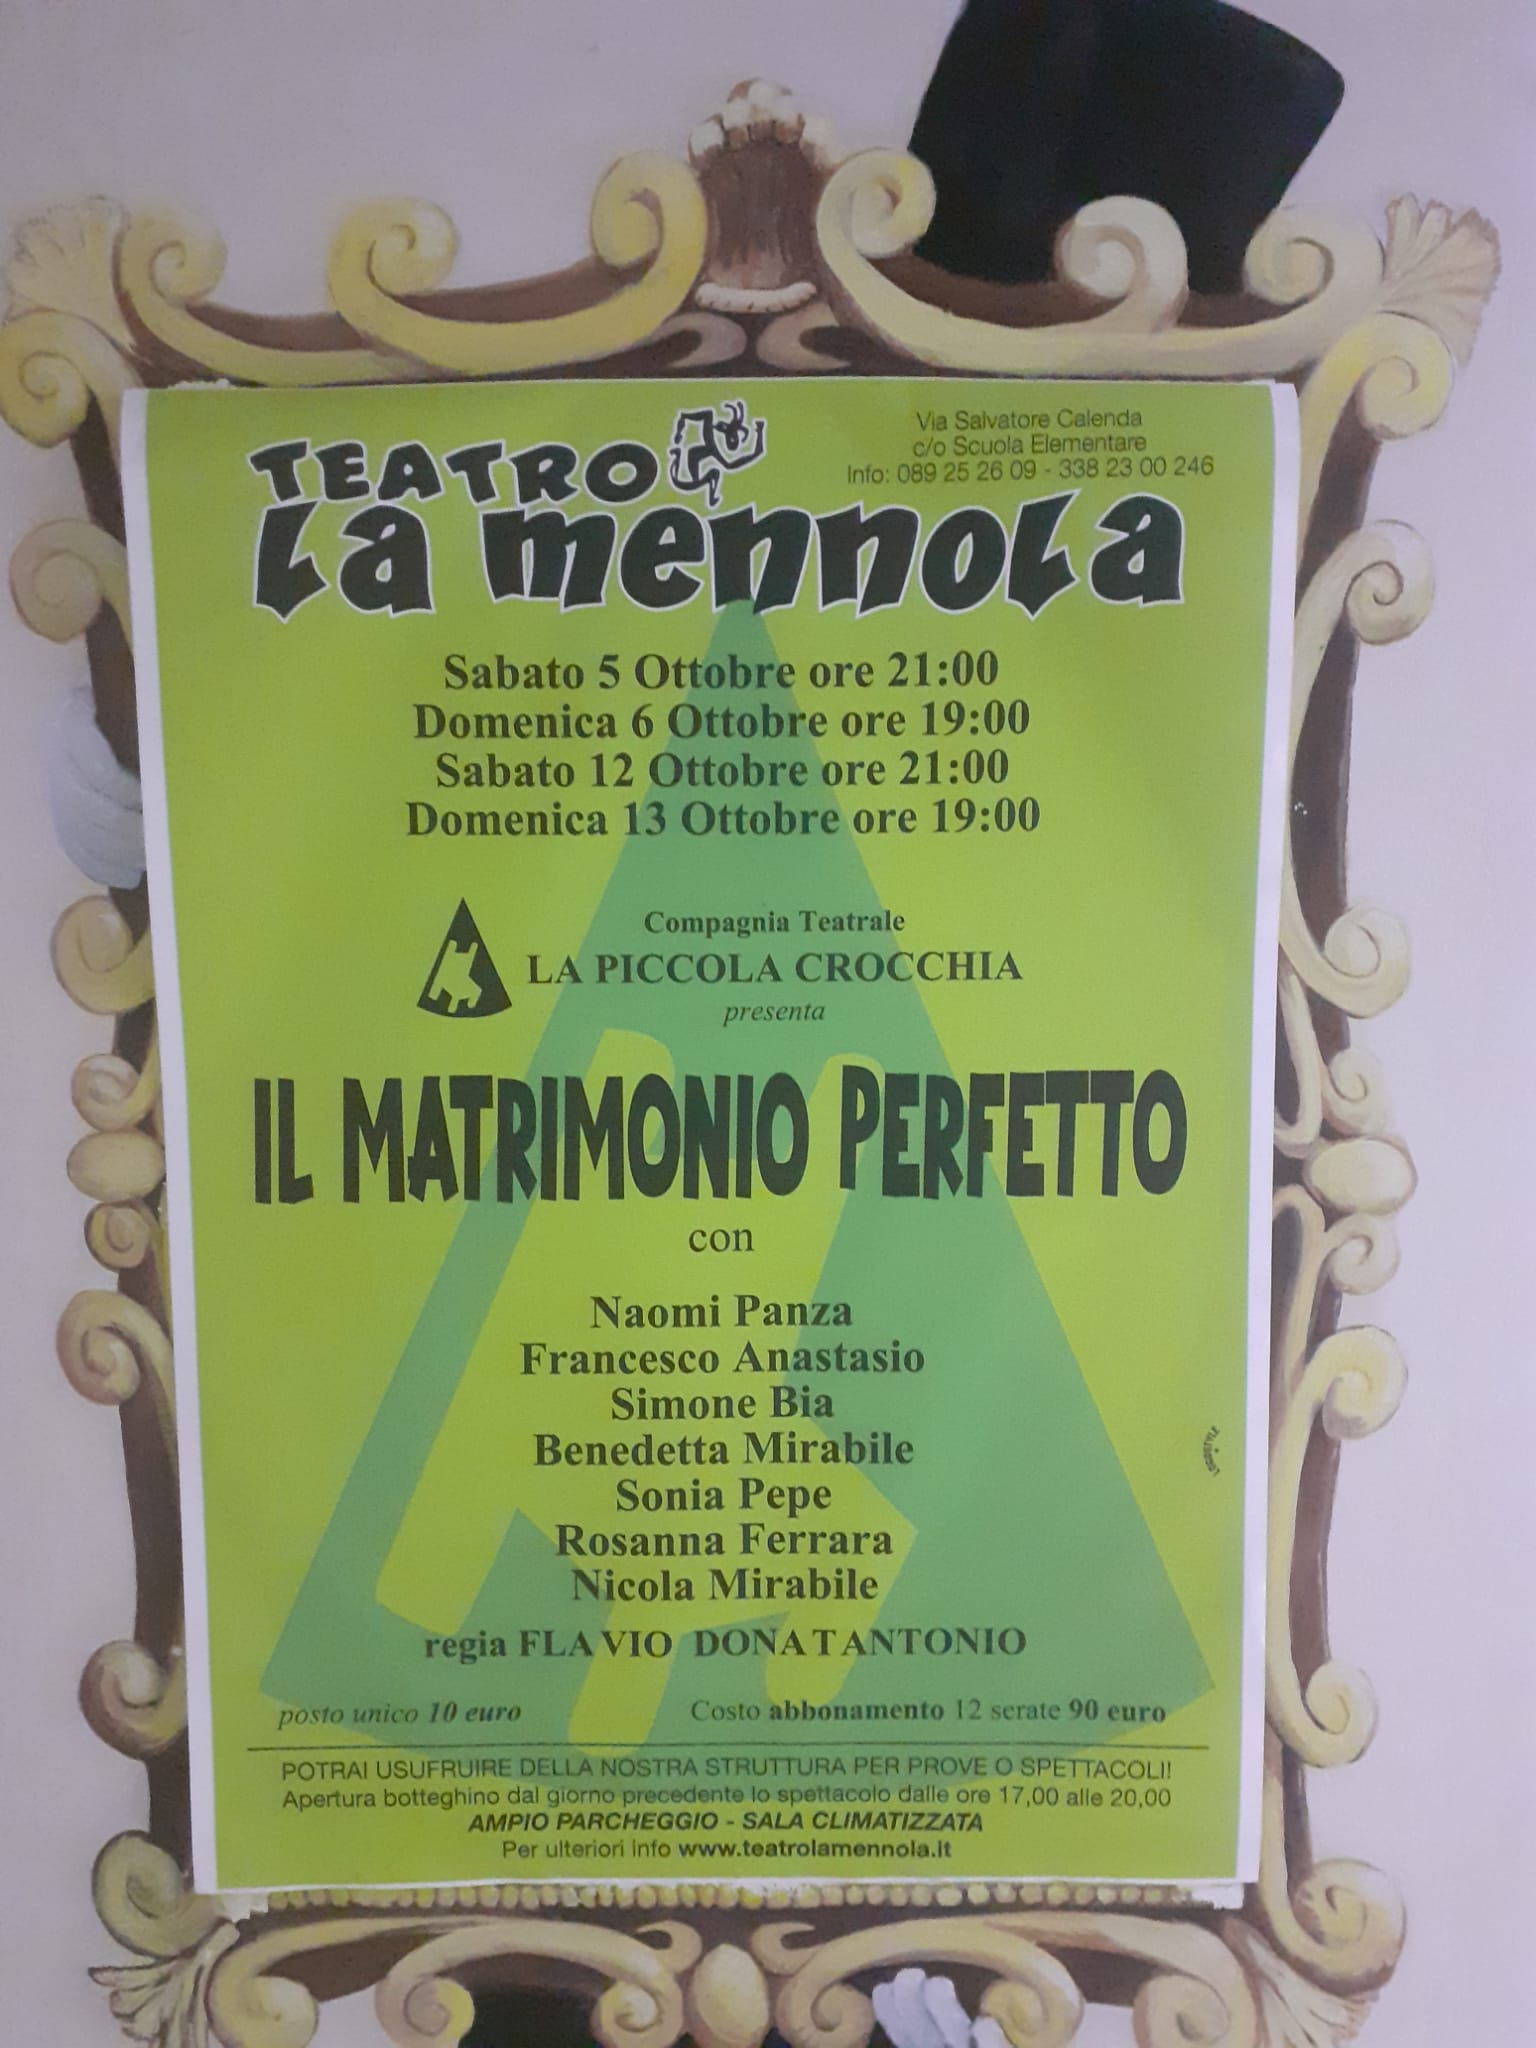 TEATRO
La mennola
Via Salvatore Calenda
c/o Scuola Elementare
Info: 089 25 26 09 - 338 23 00 246
Sabato 5 Ottobre ore 21:00
Domenica 6 Ottobre ore 19:00
Sabato 12 Ottobre ore 21:00
Domenica 13 Ottobre ore 19:00
Compagnia Teatrale
LA PICCOLA CROCCHIA
presenta
IL MATRIMONIO PERFETTO
con
Naomi Panza
Francesco Anastasio
Simone Bia
Benedetta Mirabile
Sonia Pepe
Rosanna Ferrara
Nicola Mirabile
regia FLAVIO DONATANTONIO
posto unico 10 euro
Costo abbonamento 12 serate 90 euro
POTRAI USUFRUIRE DELLA NOSTRA STRUTTURA PER PROVE O SPETTACOLI!
Apertura botteghino dal giorno precedente lo spettacolo dalle ore 17,00 alle 20,00
AMPIO PARCHEGGIO - SALA CLIMATIZZATA
Per ulteriori info www.teatrolamennola.it